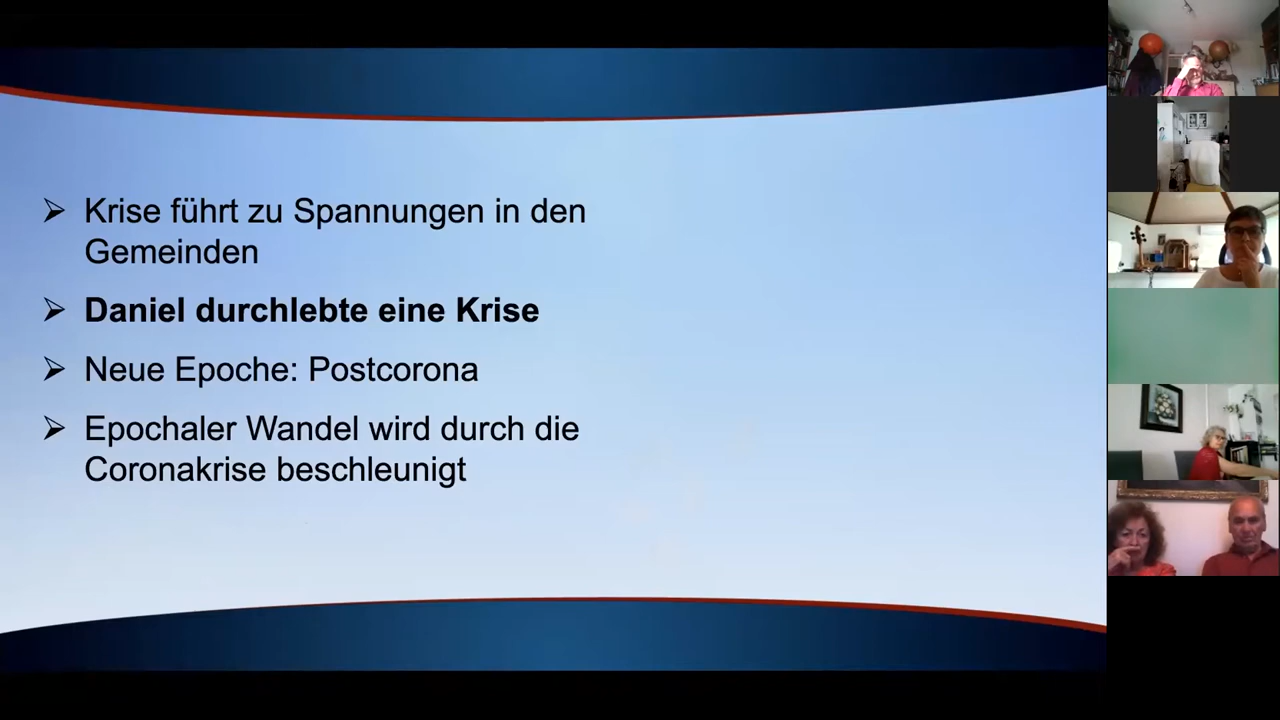 ➢ Krise führt zu Spannungen in den
Gemeinden
➢ Daniel durchlebte eine Krise
➢ Neue Epoche: Postcorona
➢ Epochaler Wandel wird durch die
Coronakrise beschleunigt